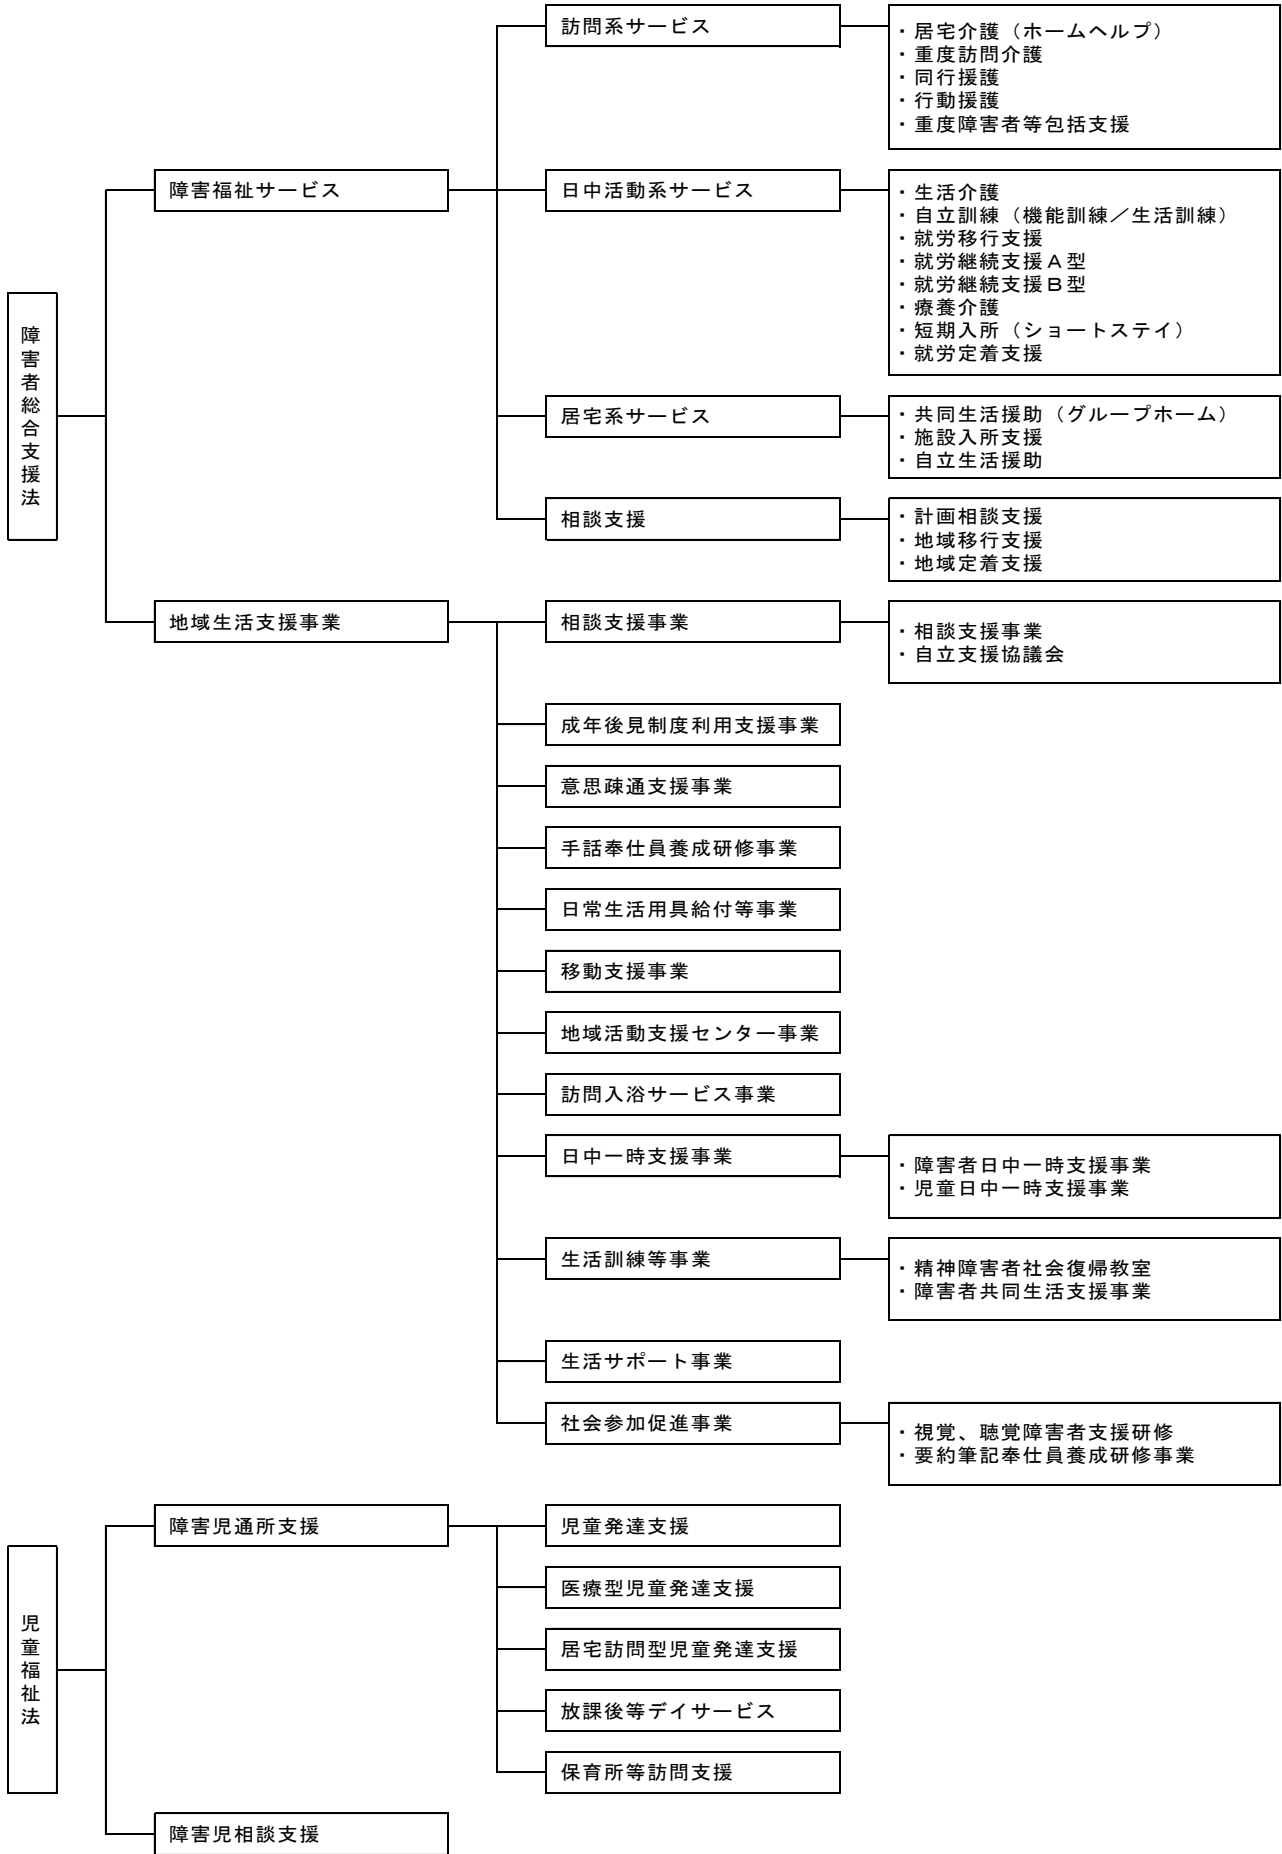 障害者総合支援法
障害福祉サービス
訪問系サービス
・居宅介護（ホームヘルプ）
・重度訪問介護
・同行援護
・行動援護
・重度障害者等包括支援
日中活動系サービス
・生活介護
・自立訓練（機能訓練／生活訓練）
・就労移行支援
・就労継続支援Ａ型
・就労継続支援Ｂ型
・療養介護
・短期入所（ショートステイ）
・就労定着支援
居宅系サービス
・共同生活援助（グループホーム）
・施設入所支援
・自立生活援助
相談支援
・計画相談支援
・地域移行支援
・地域定着支援
地域生活支援事業
相談支援事業
・相談支援事業
・自立支援協議会
成年後見制度利用支援事業
意思疎通支援事業
手話奉仕員養成研修事業
日常生活用具給付等事業
移動支援事業
地域活動支援センター事業
訪問入浴サービス事業
日中一時支援事業
・障害者日中一時支援事業
・児童日中一時支援事業
生活訓練等事業
・精神障害者社会復帰教室
・障害者共同生活支援事業
生活サポート事業
社会参加促進事業
・視覚、聴覚障害者支援研修
・要約筆記奉仕員養成研修事業
児童福祉法
障害児通所支援
児童発達支援
医療型児童発達支援
居宅訪問型児童発達支援
放課後等デイサービス
保育所等訪問支援
障害児相談支援